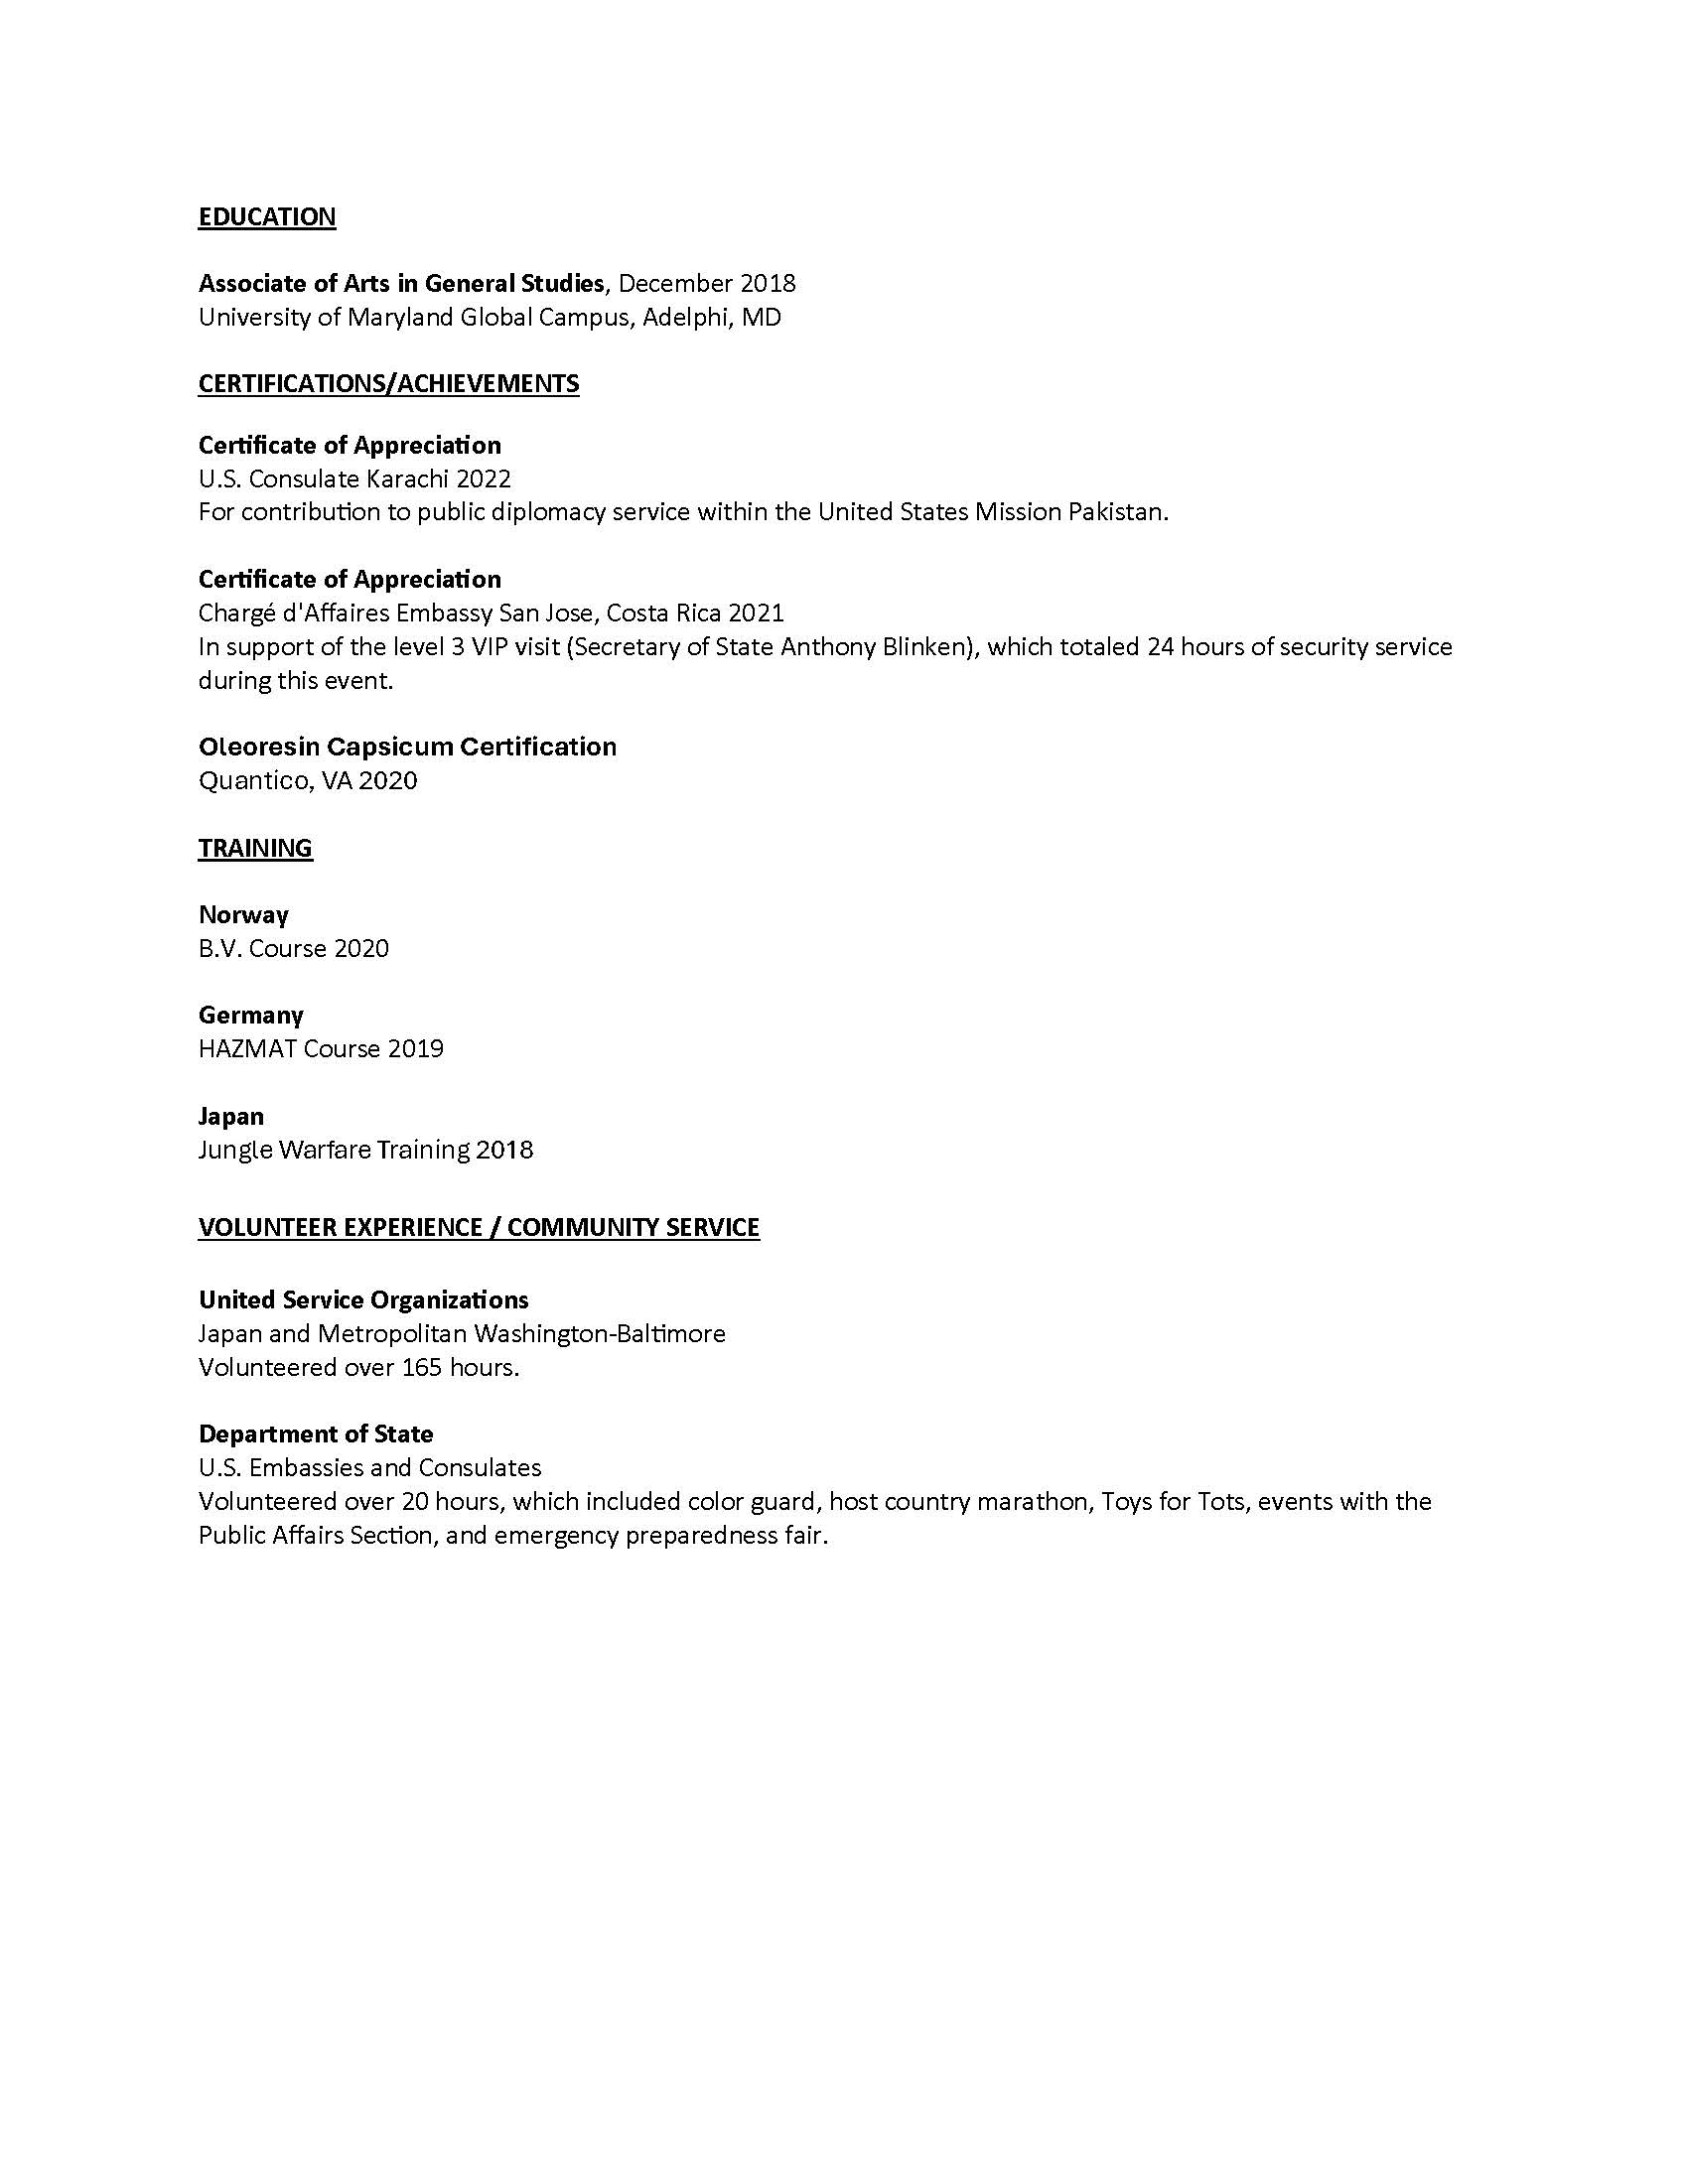 EDUCATION
Associate of Arts in General Studies, December 2018
University of Maryland Global Campus, Adelphi, MD
CERTIFICATIONS/ACHIEVEMENTS
Certificate of Appreciation
U.S. Consulate Karachi 2022
For contribution to public diplomacy service within the United States Mission Pakistan.
Certificate of Appreciation
Chargé d'Affaires Embassy San Jose, Costa Rica 2021
In support of the level 3 VIP visit (Secretary of State Anthony Blinken), which totaled 24 hours of security service
during this event.
Oleoresin Capsicum Certification
Quantico, VA 2020
TRAINING
Norway
B.V. Course 2020
Germany
HAZMAT Course 2019
Japan
Jungle Warfare Training 2018
VOLUNTEER EXPERIENCE / COMMUNITY SERVICE
United Service Organizations
Japan and Metropolitan Washington-Baltimore
Volunteered over 165 hours.
Department of State
U.S. Embassies and Consulates
Volunteered over 20 hours, which included color guard, host country marathon, Toys for Tots, events with the
Public Affairs Section, and emergency preparedness fair.